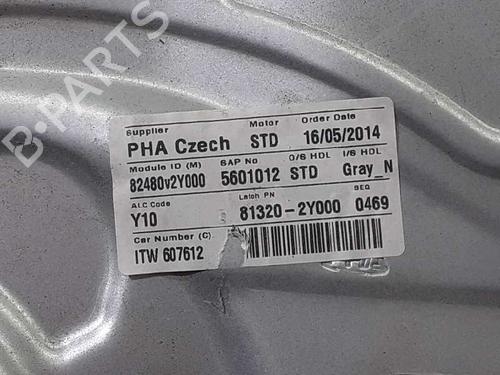 B-PARTS
Supplier Motor Order Date
PHA Czech STD 16/05/2014
Module ID (M) SAP No O/S HDL I/S HDL
82480v2Y000 5601012 STD Gray_N
ALC Code Latch PN SEQ
Y10 81320-2Y000 0469
Car Number (C)
ITW 607612